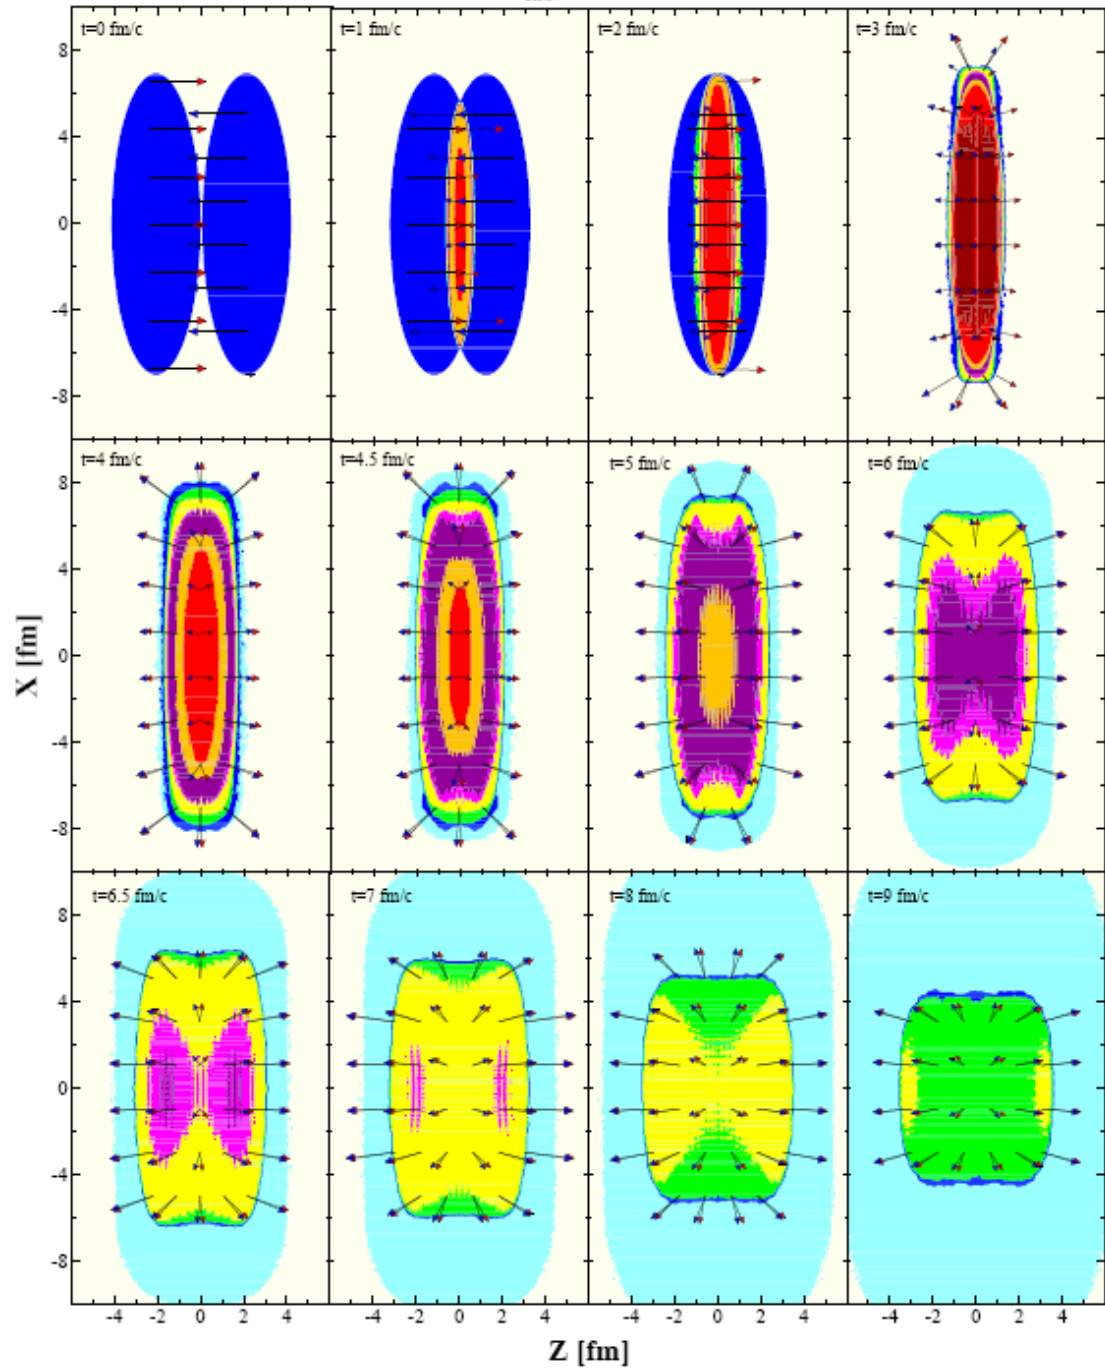 t=0 fm/c
t=1 fm/c
t=2 fm/c
t=3 fm/c
8
4
0
-4
-8
t=4 fm/c
t=4.5 fm/c
t=5 fm/c
t=6 fm/c
8
4
0
-4
-8
X [fm]
t=6.5 fm/c
t=7 fm/c
t=8 fm/c
t=9 fm/c
8
4
0
-4
-8
-4 -2 0 2 4 -4 -2 0 2 4 -4 -2 0 2 4 -4 -2 0 2 4
Z [fm]